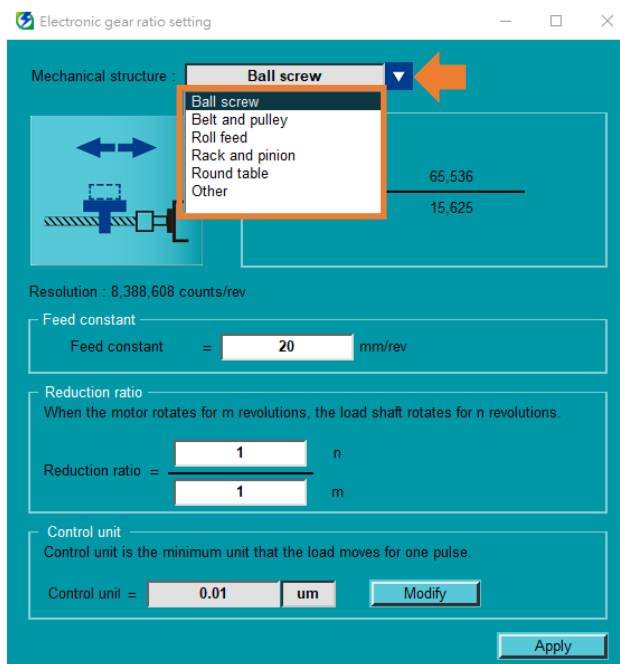 Electronic gear ratio setting
Mechanical structure : Ball screw
Ball screw
Belt and pulley
Roll feed
Rack and pinion
Round table
Other
65,536
15,625
Resolution : 8,388,608 counts/rev
Feed constant
Feed constant = 20 mm/rev
Reduction ratio
When the motor rotates for m revolutions, the load shaft rotates for n revolutions.
1 n
Reduction ratio =
1 m
Control unit
Control unit is the minimum unit that the load moves for one pulse.
Control unit = 0.01 um Modify
Apply